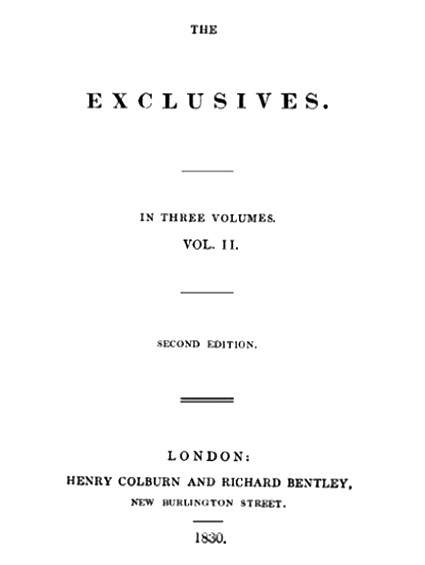 THE
EXCLUSIVES.
IN THREE VOLUMES.
VOL. II.
SECOND EDITION.
LONDON:
HENRY COLBURN AND RICHARD BENTLEY,
NEW BURLINGTON STREET.
1830.